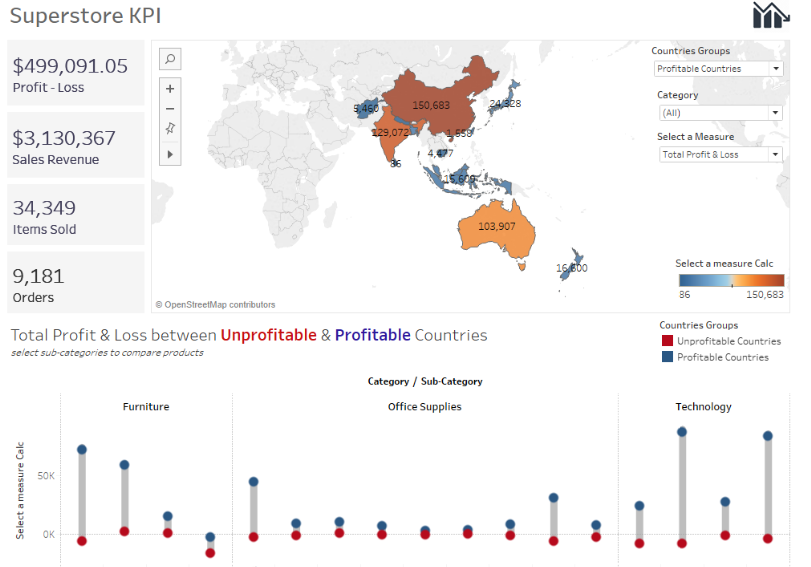 Superstore KPI
$499,091.05
Profit - Loss
$3,130,367
Sales Revenue
34,349
Items Sold
9,181
Orders
Countries Groups
Profitable Countries
Category
(All)
Select a Measure
Total Profit & Loss
150,683
5,460
24,328
129,072
1,659
4,477
86
15,609
103,907
16,600
Select a measure Calc
86
150,683
© OpenStreetMap contributors
Total Profit & Loss between Unprofitable & Profitable Countries
select sub-categories to compare products
Countries Groups
Unprofitable Countries
Profitable Countries
Category / Sub-Category
Furniture
Office Supplies
Technology
Select a measure Calc
50K
0K